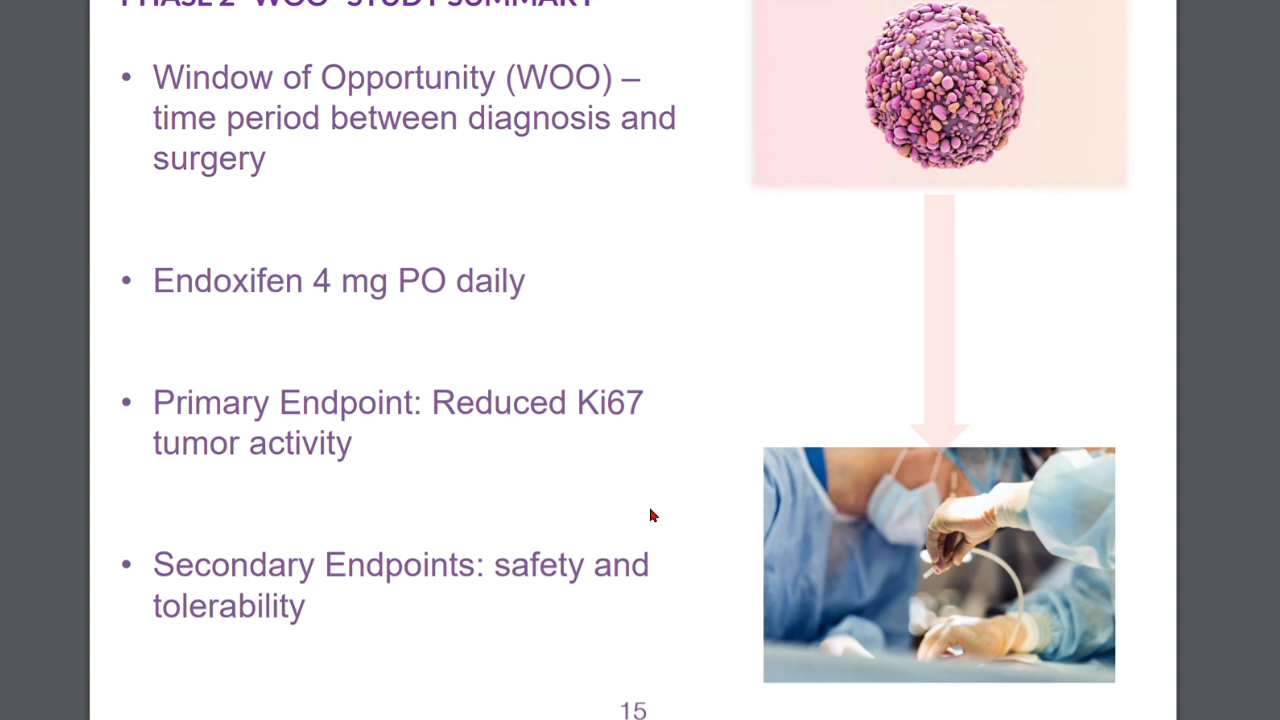 PHASE 2 "WOO" STUDY SUMMARY
• Window of Opportunity (WOO) –
time period between diagnosis and
surgery
• Endoxifen 4 mg PO daily
• Primary Endpoint: Reduced Ki67
tumor activity
• Secondary Endpoints: safety and
tolerability
15